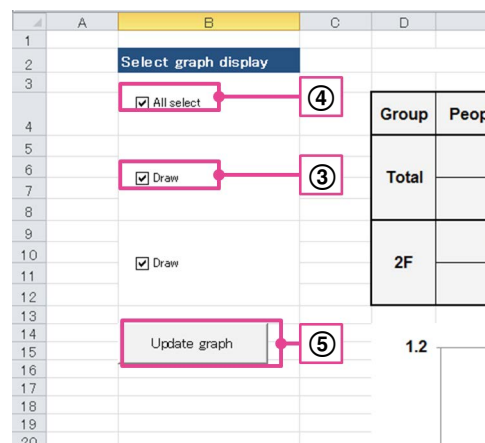 A B C D
1
2 Select graph display
3
All select ④
4 Group
5
6 Draw ③ Total
7
8
9
10 Draw 2F
11
12
13
14 Update graph ⑤ 1.2
15
16
17
18
19
20